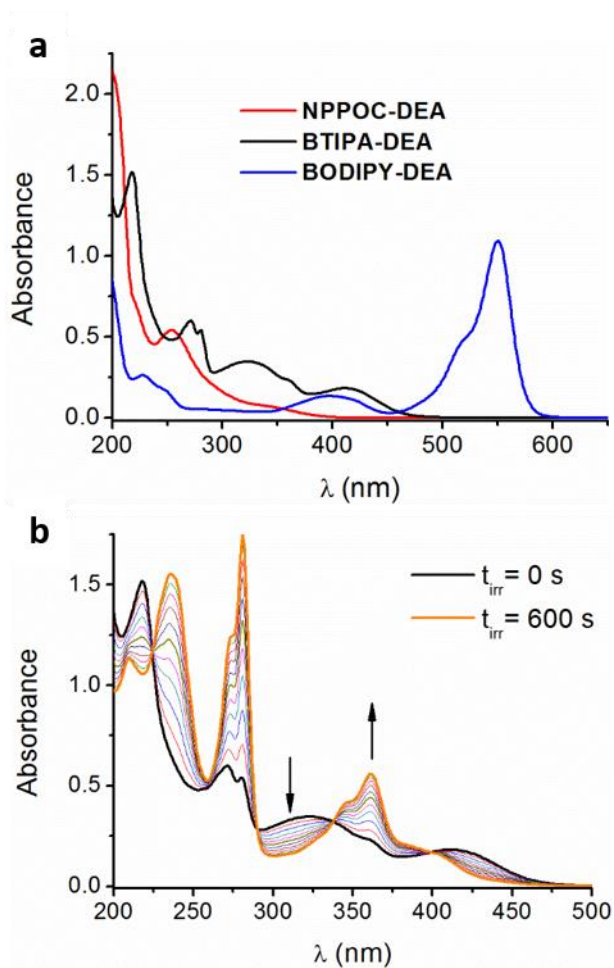 a
2.0
1.5
1.0
0.5
0.0
Absorbance
NPPOC-DEA
BTIPA-DEA
BODIPY-DEA
200 300 400 500 600
λ (nm)
b
1.5
1.0
0.5
0.0
Absorbance
t_irr = 0 s
t_irr = 600 s
200 250 300 350 400 450 500
λ (nm)